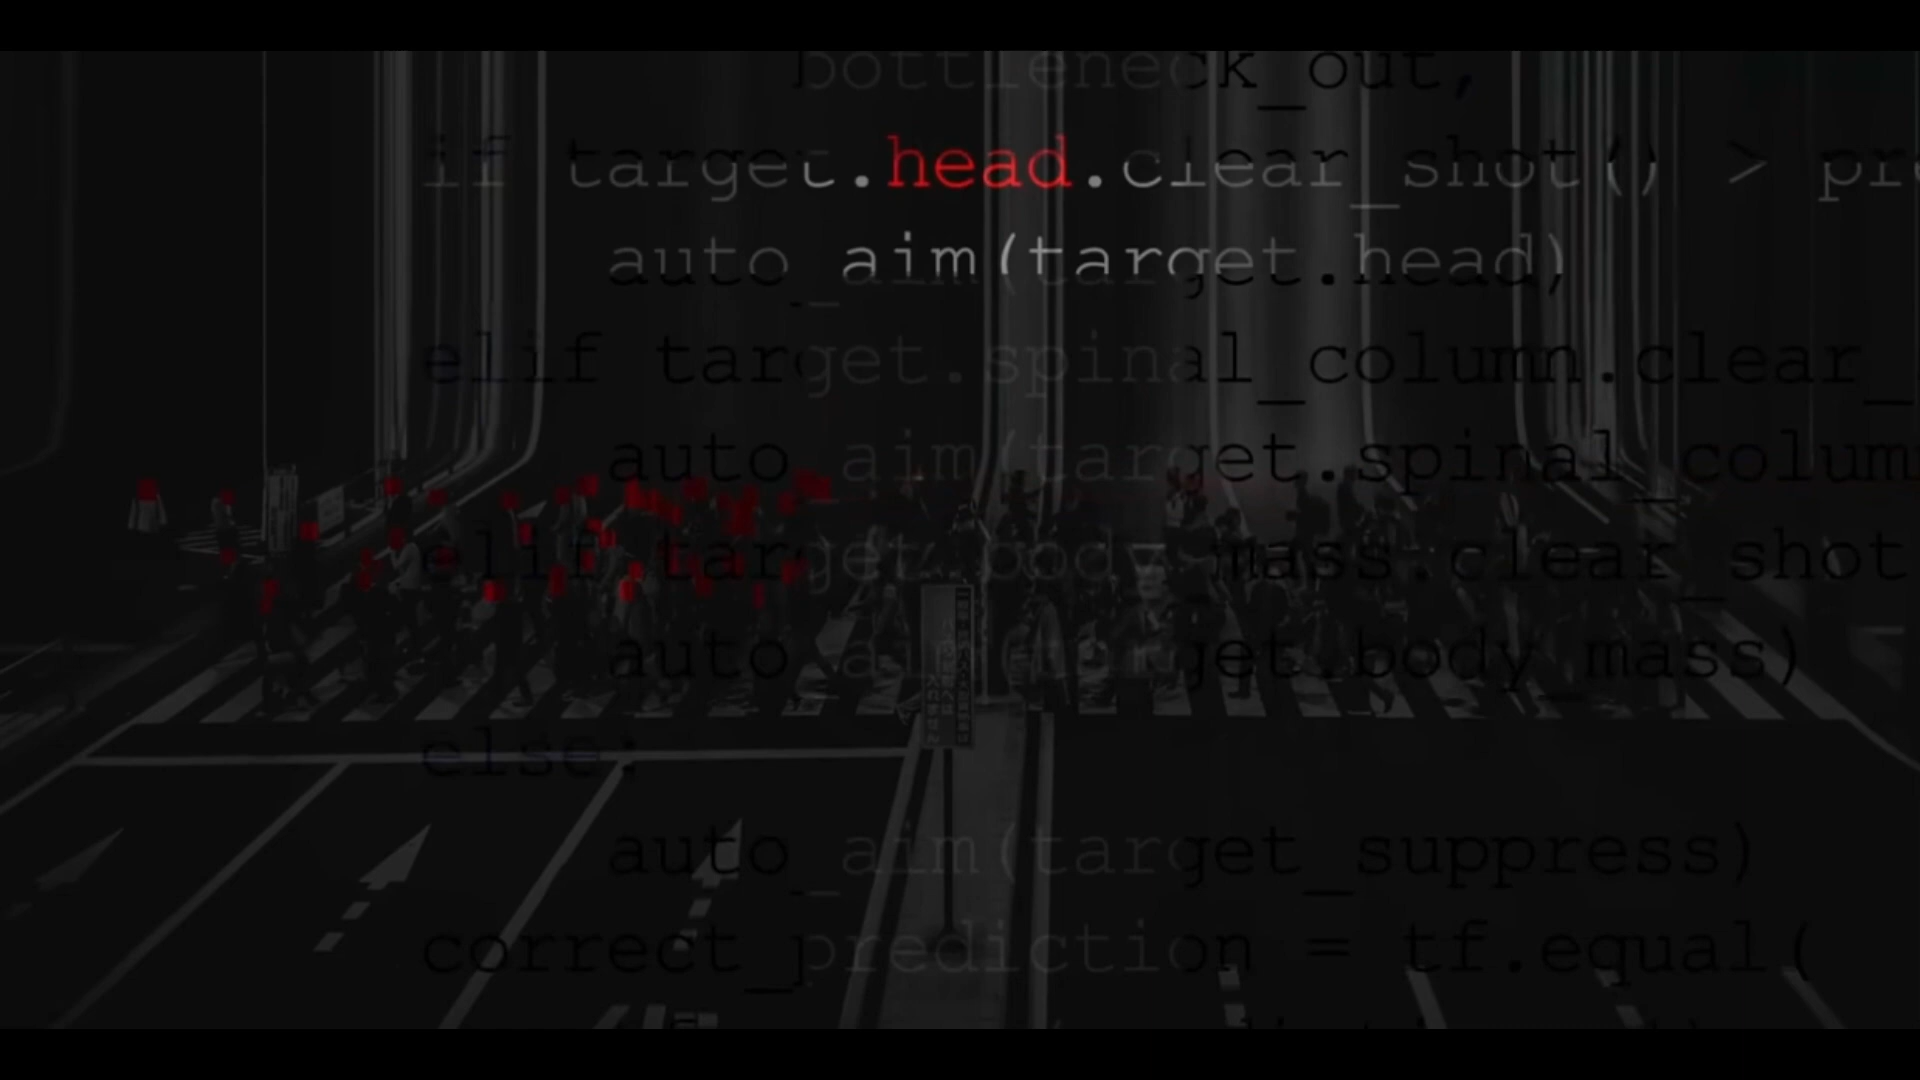 bottleneck_out,
if target.head.clear_shot() > pr
auto_aim(target.head)
elif target.spinal_column.clear_
auto_aim(target.spinal_colum
elif target.body_mass.clear_shot
auto_aim(target.body_mass)
else:
auto_aim(target_suppress)
correct_prediction = tf.equal(